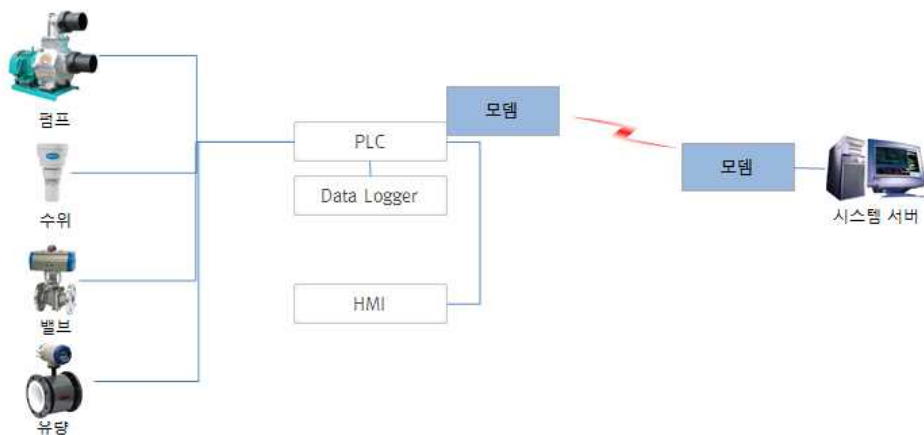 펌프
수위
밸브
유량
PLC
Data Logger
HMI
모뎀
모뎀
시스템 서버